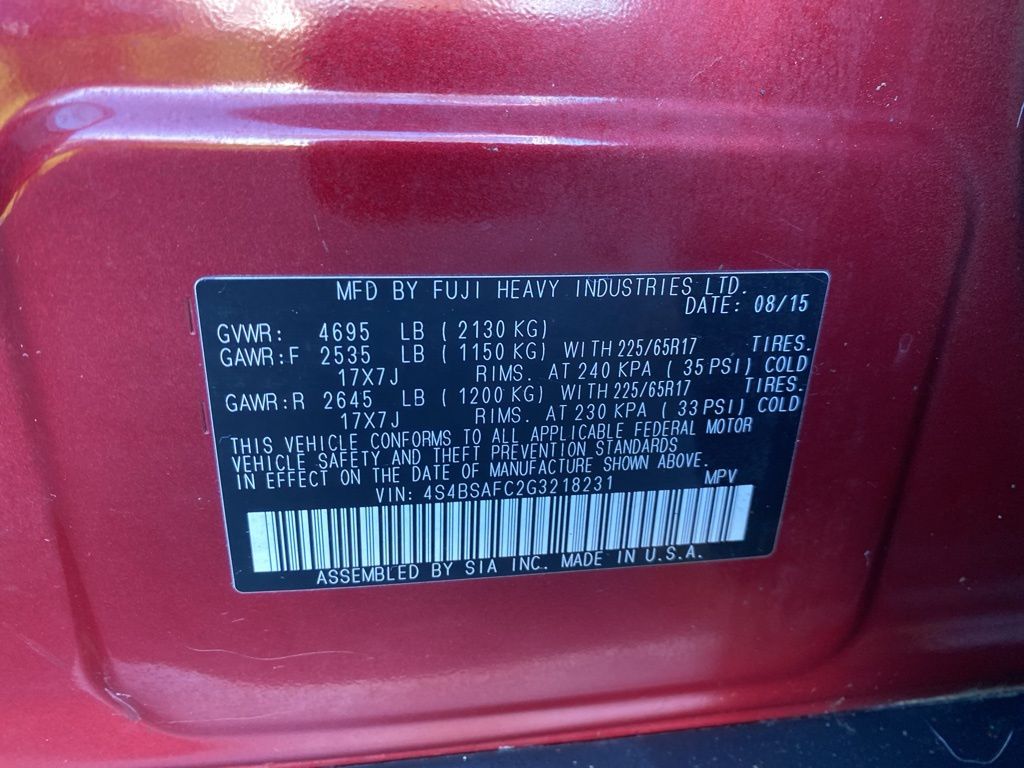 MFD BY FUJI HEAVY INDUSTRIES LTD.
DATE: 08/15
GVWR: 4695 LB ( 2130 KG)
GAWR:F 2535 LB ( 1150 KG) WITH 225/65R17 TIRES.
17X7J RIMS. AT 240 KPA ( 35 PSI) COLD
GAWR:R 2645 LB ( 1200 KG) WITH 225/65R17 TIRES.
17X7J RIMS. AT 230 KPA ( 33 PSI) COLD
THIS VEHICLE CONFORMS TO ALL APPLICABLE FEDERAL MOTOR
VEHICLE SAFETY AND THEFT PREVENTION STANDARDS
IN EFFECT ON THE DATE OF MANUFACTURE SHOWN ABOVE.
VIN: 4S4BSAFC2G3218231 MPV
ASSEMBLED BY SIA INC. MADE IN U.S.A.